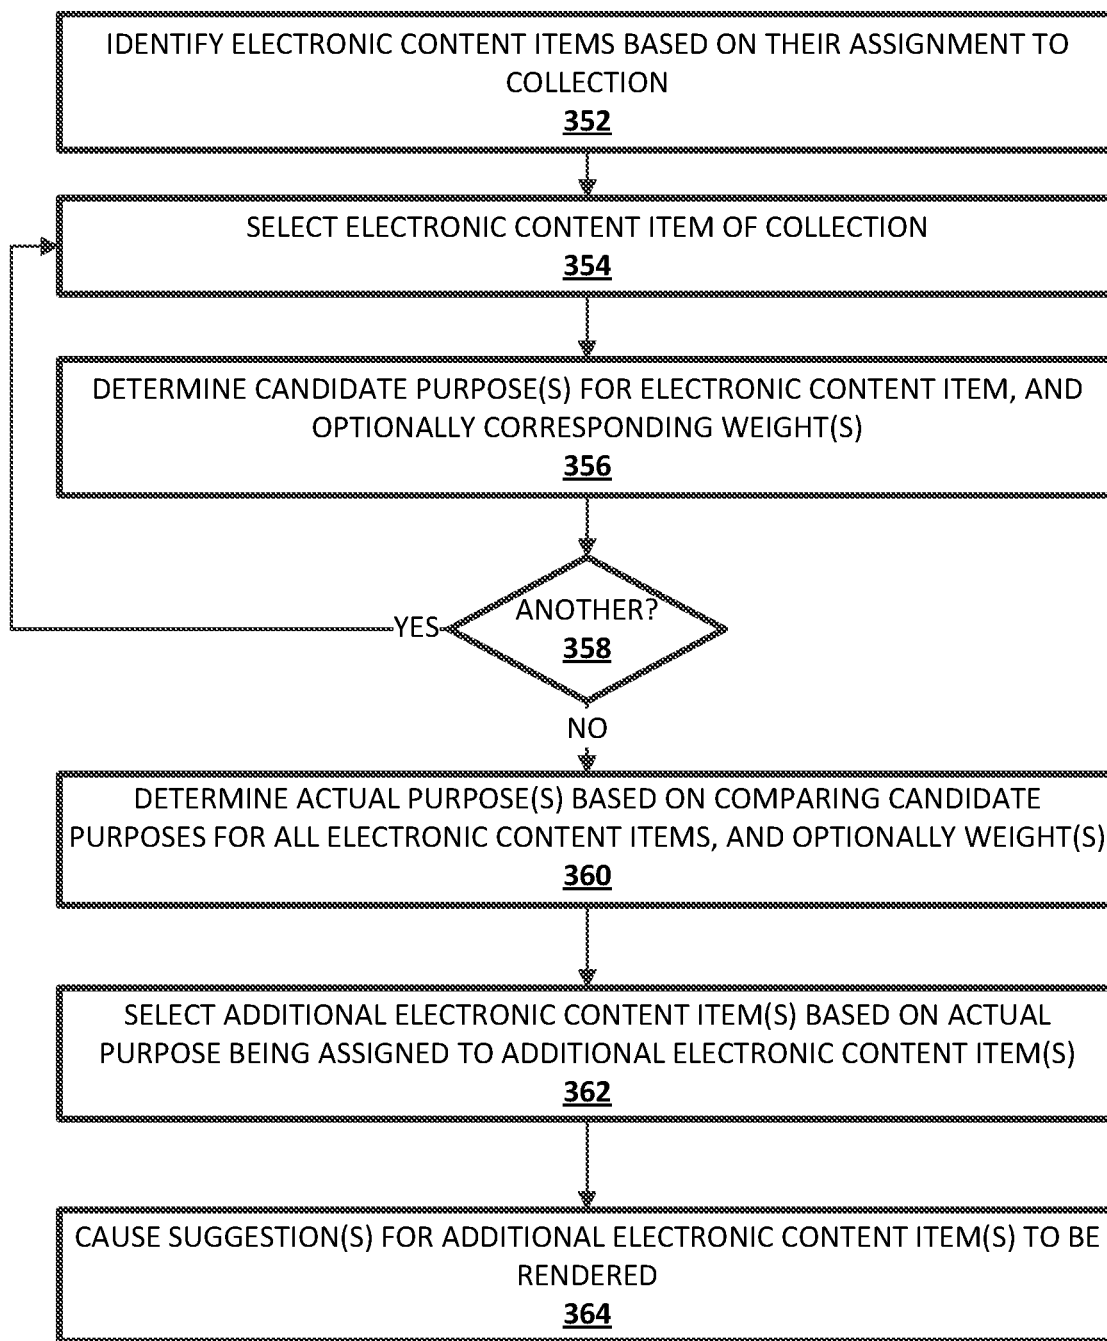 IDENTIFY ELECTRONIC CONTENT ITEMS BASED ON THEIR ASSIGNMENT TO
COLLECTION
352
SELECT ELECTRONIC CONTENT ITEM OF COLLECTION
354
DETERMINE CANDIDATE PURPOSE(S) FOR ELECTRONIC CONTENT ITEM, AND
OPTIONALLY CORRESPONDING WEIGHT(S)
356
ANOTHER?
YES
358
NO
DETERMINE ACTUAL PURPOSE(S) BASED ON COMPARING CANDIDATE
PURPOSES FOR ALL ELECTRONIC CONTENT ITEMS, AND OPTIONALLY WEIGHT(S)
360
SELECT ADDITIONAL ELECTRONIC CONTENT ITEM(S) BASED ON ACTUAL
PURPOSE BEING ASSIGNED TO ADDITIONAL ELECTRONIC CONTENT ITEM(S)
362
CAUSE SUGGESTION(S) FOR ADDITIONAL ELECTRONIC CONTENT ITEM(S) TO BE
RENDERED
364